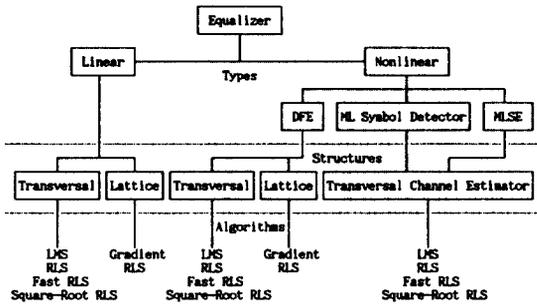 Equalizer
Linear
Types
Nonlinear
DFE
ML Symbol Detector
MLSE
Structures
Transversal
Lattice
Transversal
Lattice
Transversal Channel Estimator
Algorithms
LMS
RLS
Fast RLS
Square-Root RLS
Gradient
RLS
LMS
RLS
Fast RLS
Square-Root RLS
Gradient
RLS
LMS
RLS
Fast RLS
Square-Root RLS